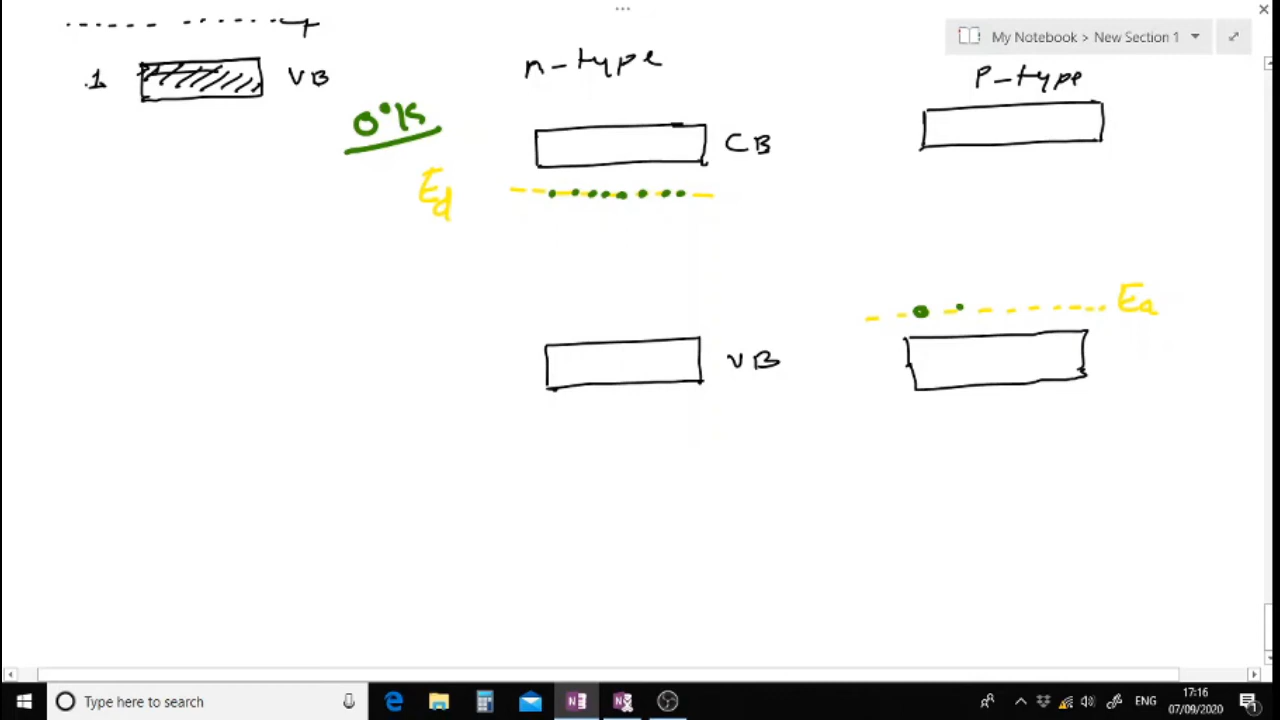 My Notebook > New Section 1
.1 VB
n-type
P-type
0°K
CB
Ed
Ea
VB
Type here to search
ENG
17:16
07/09/2020